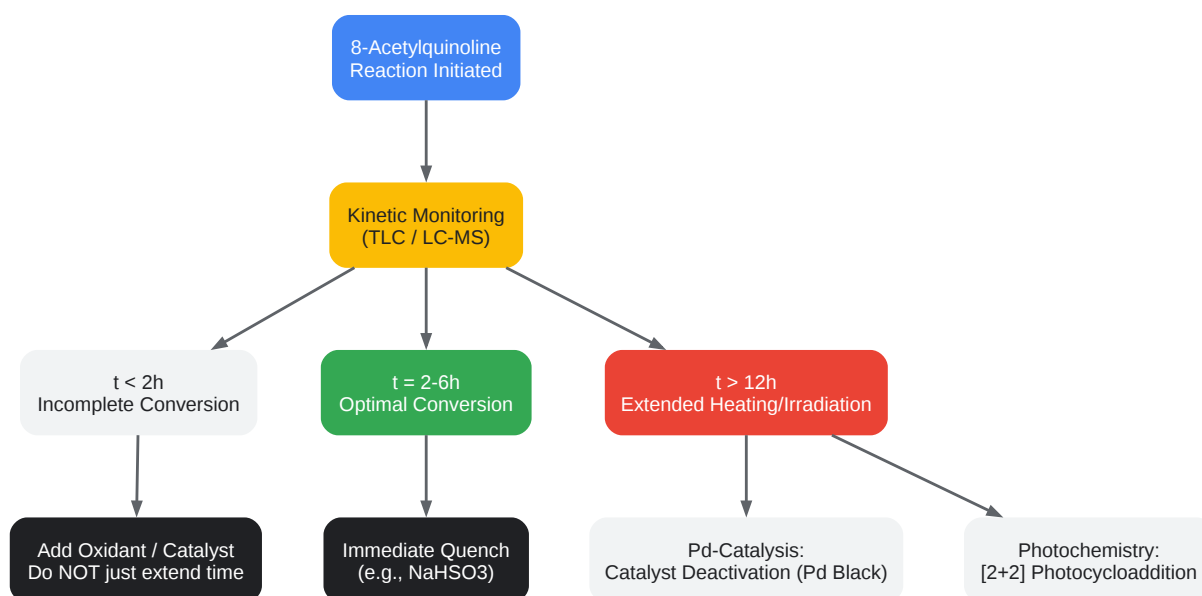 8-Acetylquinoline
Reaction Initiated
Kinetic Monitoring
(TLC / LC-MS)
t < 2h
Incomplete Conversion
t = 2-6h
Optimal Conversion
t > 12h
Extended Heating/Irradiation
Add Oxidant / Catalyst
Do NOT just extend time
Immediate Quench
(e.g., NaHSO3)
Pd-Catalysis:
Catalyst Deactivation (Pd Black)
Photochemistry:
[2+2] Photocycloaddition